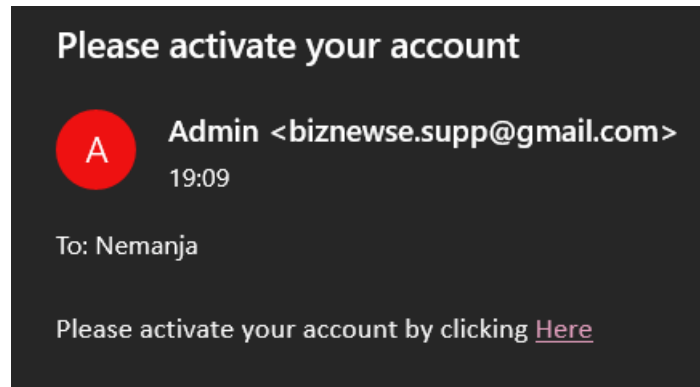 Please activate your account
A
Admin <biznewse.supp@gmail.com>
19:09
To: Nemanja
Please activate your account by clicking Here